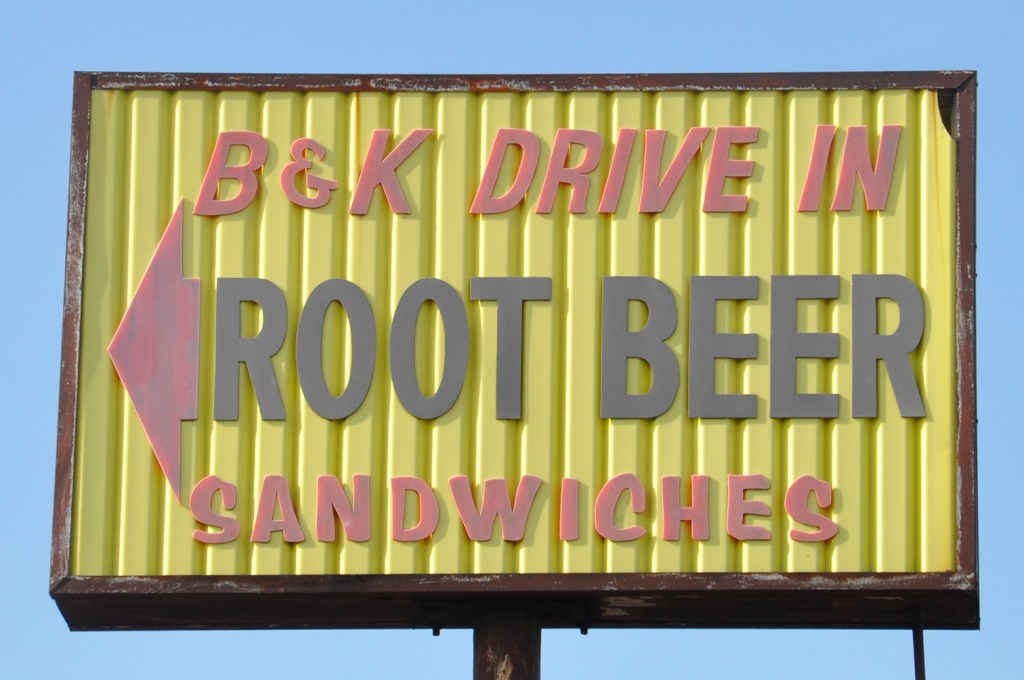 B&K DRIVE IN
ROOT BEER
SANDWICHES